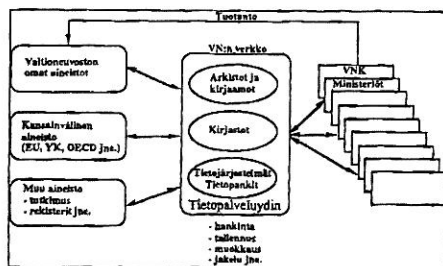 Tuotanto
Valtioneuvoston
omat aineistot
Kansainvälinen
aineisto
(EU, YK, OECD jne.)
Muu aineisto
- tutkimus
- rekisterit jne.
VN:n verkko
Arkistot ja
kirjaamot
Kirjastot
Tietojärjestelmät
Tietopankit
Tietopalveluydin
- hankinta
- tallennus
- muokkaus
- jakelu jne.
VNK
Ministeriöt